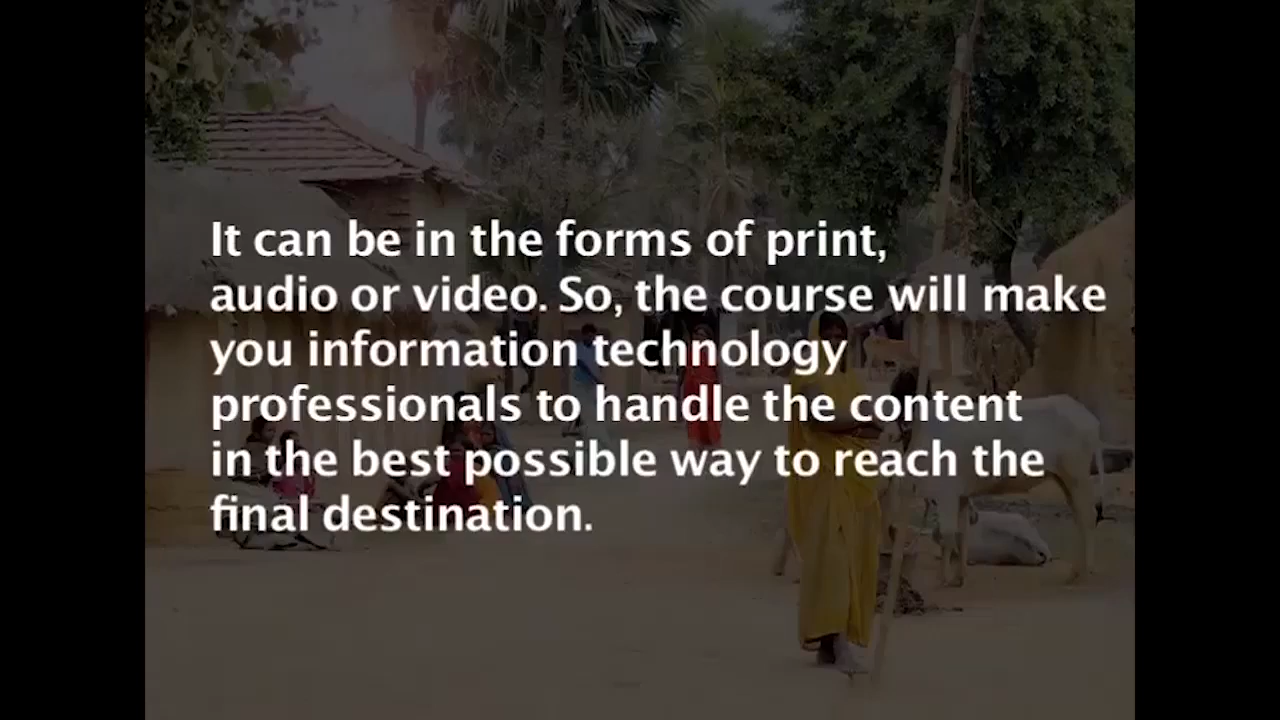 It can be in the forms of print,
audio or video. So, the course will make
you information technology
professionals to handle the content
in the best possible way to reach the
final destination.